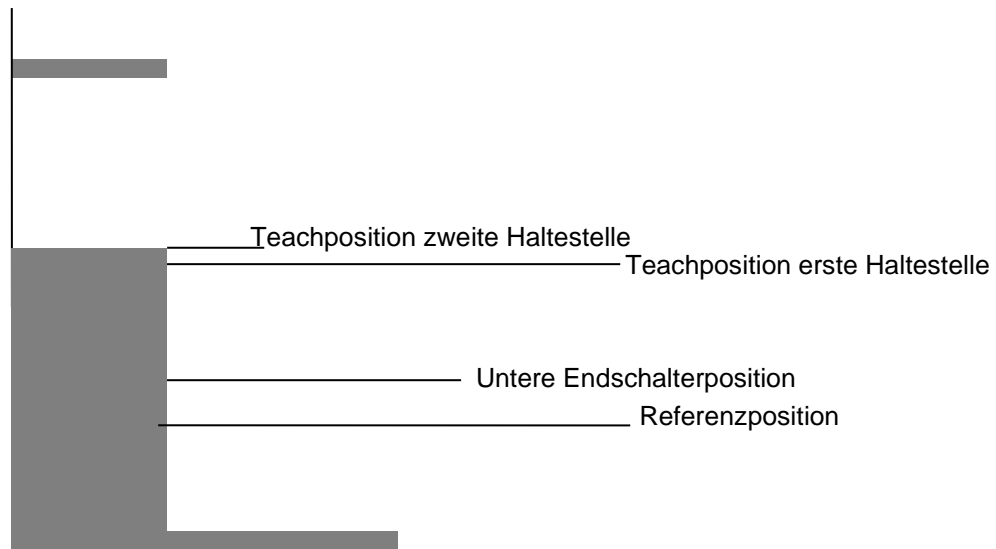 Teachposition zweite Haltestelle
Teachposition erste Haltestelle
Untere Endschalterposition
Referenzposition